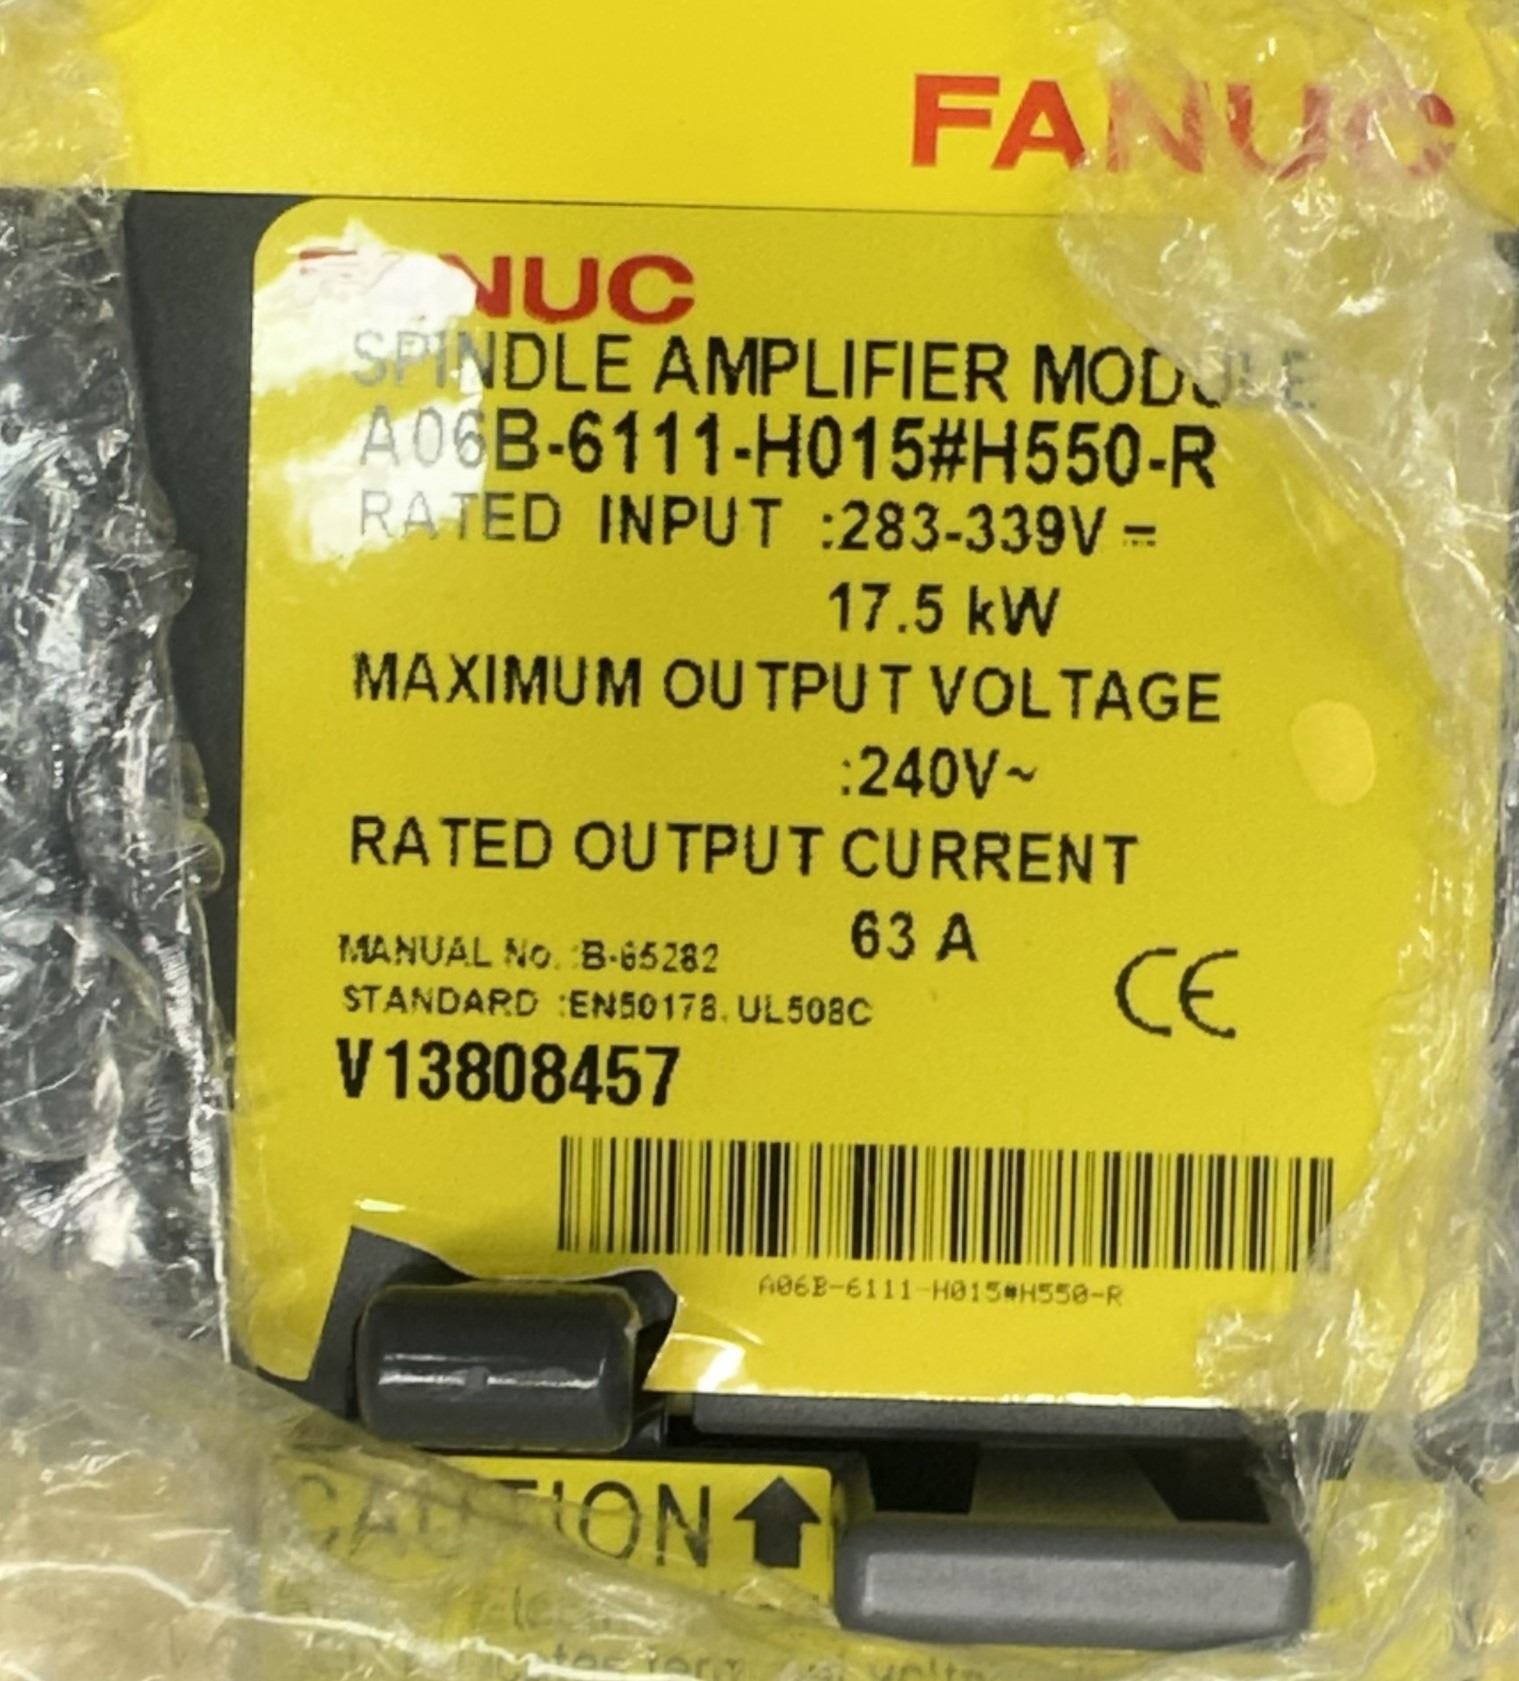 FANUC
FANUC
SPINDLE AMPLIFIER MODULE
A06B-6111-H015#H550-R
RATED INPUT :283-339V ⎓
17.5 kW
MAXIMUM OUTPUT VOLTAGE
:240V~
RATED OUTPUT CURRENT
63 A
MANUAL No. :B-65282
STANDARD :EN50178, UL508C
CE
V13808457
A06B-6111-H015#H550-R
CAUTION